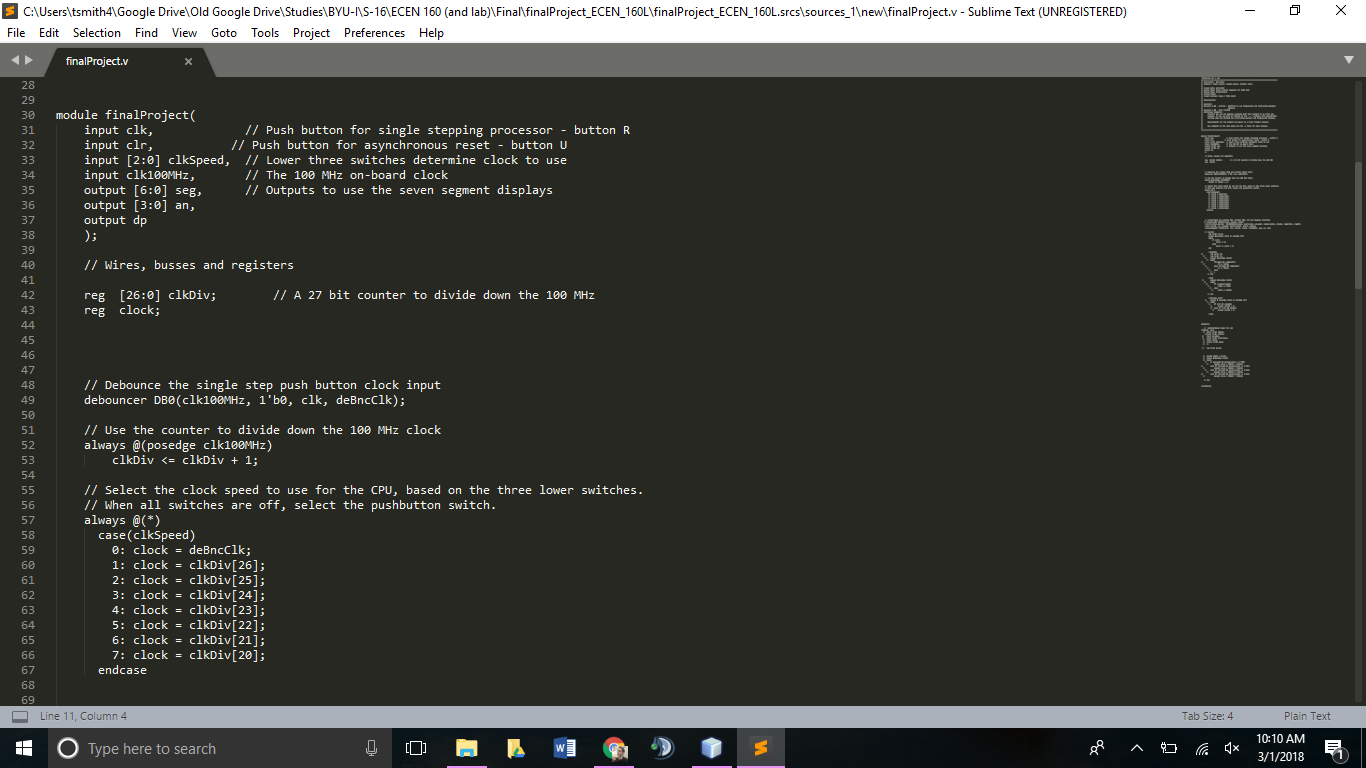 C:\Users\tsmith4\Google Drive\Old Google Drive\Studies\BYU-I\S-16\ECEN 160 (and lab)\Final\finalProject_ECEN_160L\finalProject_ECEN_160L.srcs\sources_1\new\finalProject.v - Sublime Text (UNREGISTERED)
File Edit Selection Find View Goto Tools Project Preferences Help
finalProject.v
28
29
30 module finalProject(
31 input clk, // Push button for single stepping processor - button R
32 input clr, // Push button for asynchronous reset - button U
33 input [2:0] clkSpeed, // Lower three switches determine clock to use
34 input clk100MHz, // The 100 MHz on-board clock
35 output [6:0] seg, // Outputs to use the seven segment displays
36 output [3:0] an,
37 output dp
38 );
39
40 // Wires, busses and registers
41
42 reg [26:0] clkDiv; // A 27 bit counter to divide down the 100 MHz
43 reg clock;
44
45
46
47
48 // Debounce the single step push button clock input
49 debouncer DB0(clk100MHz, 1'b0, clk, deBncClk);
50
51 // Use the counter to divide down the 100 MHz clock
52 always @(posedge clk100MHz)
53 clkDiv <= clkDiv + 1;
54
55 // Select the clock speed to use for the CPU, based on the three lower switches.
56 // When all switches are off, select the pushbutton switch.
57 always @(*)
58 case(clkSpeed)
59 0: clock = deBncClk;
60 1: clock = clkDiv[26];
61 2: clock = clkDiv[25];
62 3: clock = clkDiv[24];
63 4: clock = clkDiv[23];
64 5: clock = clkDiv[22];
65 6: clock = clkDiv[21];
66 7: clock = clkDiv[20];
67 endcase
68
69
Line 11, Column 4 Tab Size: 4 Plain Text
Type here to search
10:10 AM
3/1/2018
1